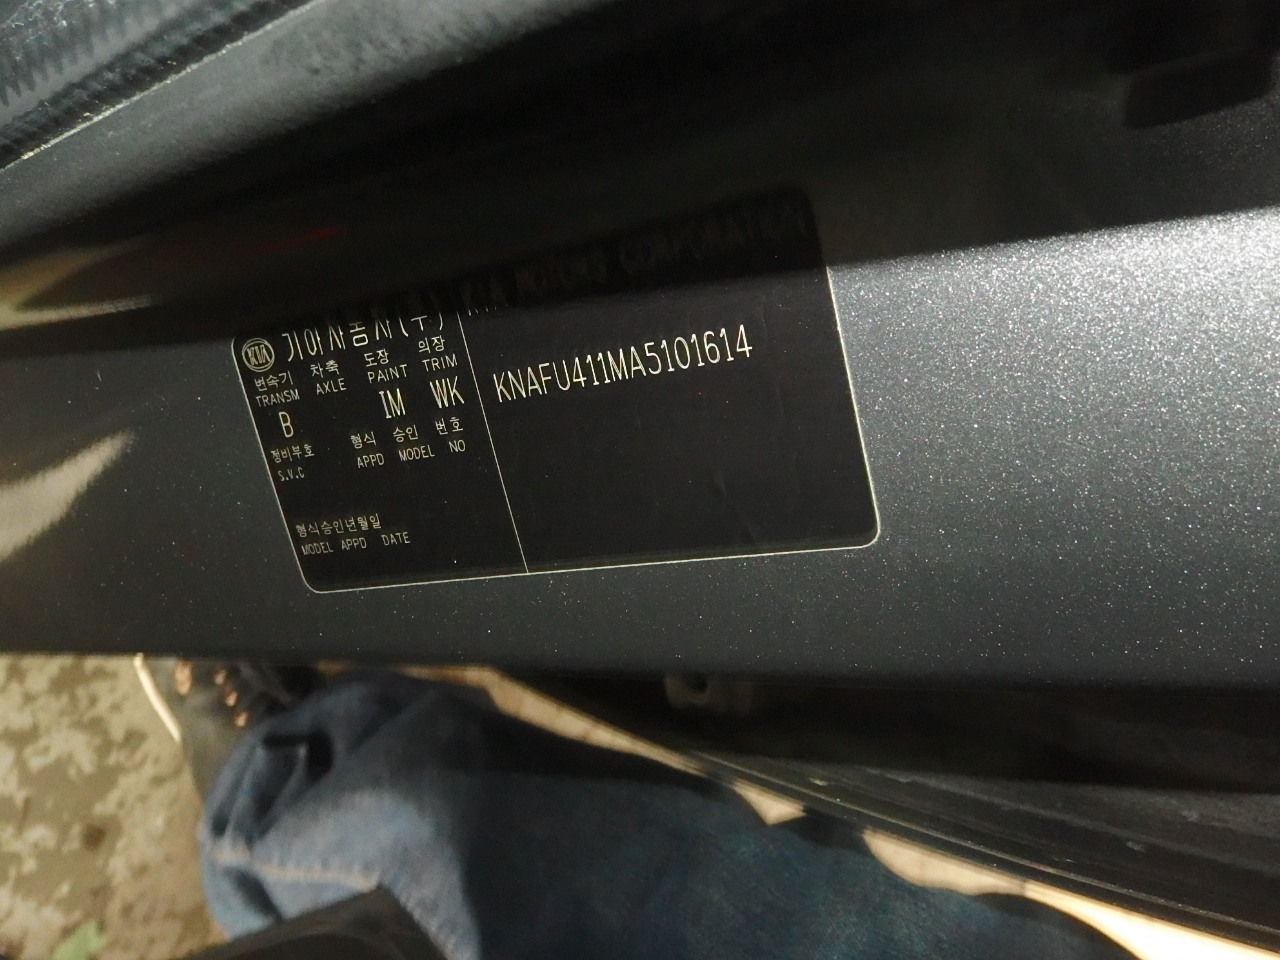 KIA 기아자동차(주) KIA MOTORS CORPORATION
변속기 차축 도장 의장
TRANSM AXLE PAINT TRIM
B IM WK
KNAFU411MA5101614
정비부호 형식 승인 번호
S.V.C APPD MODEL NO
형식승인년월일
MODEL APPD DATE